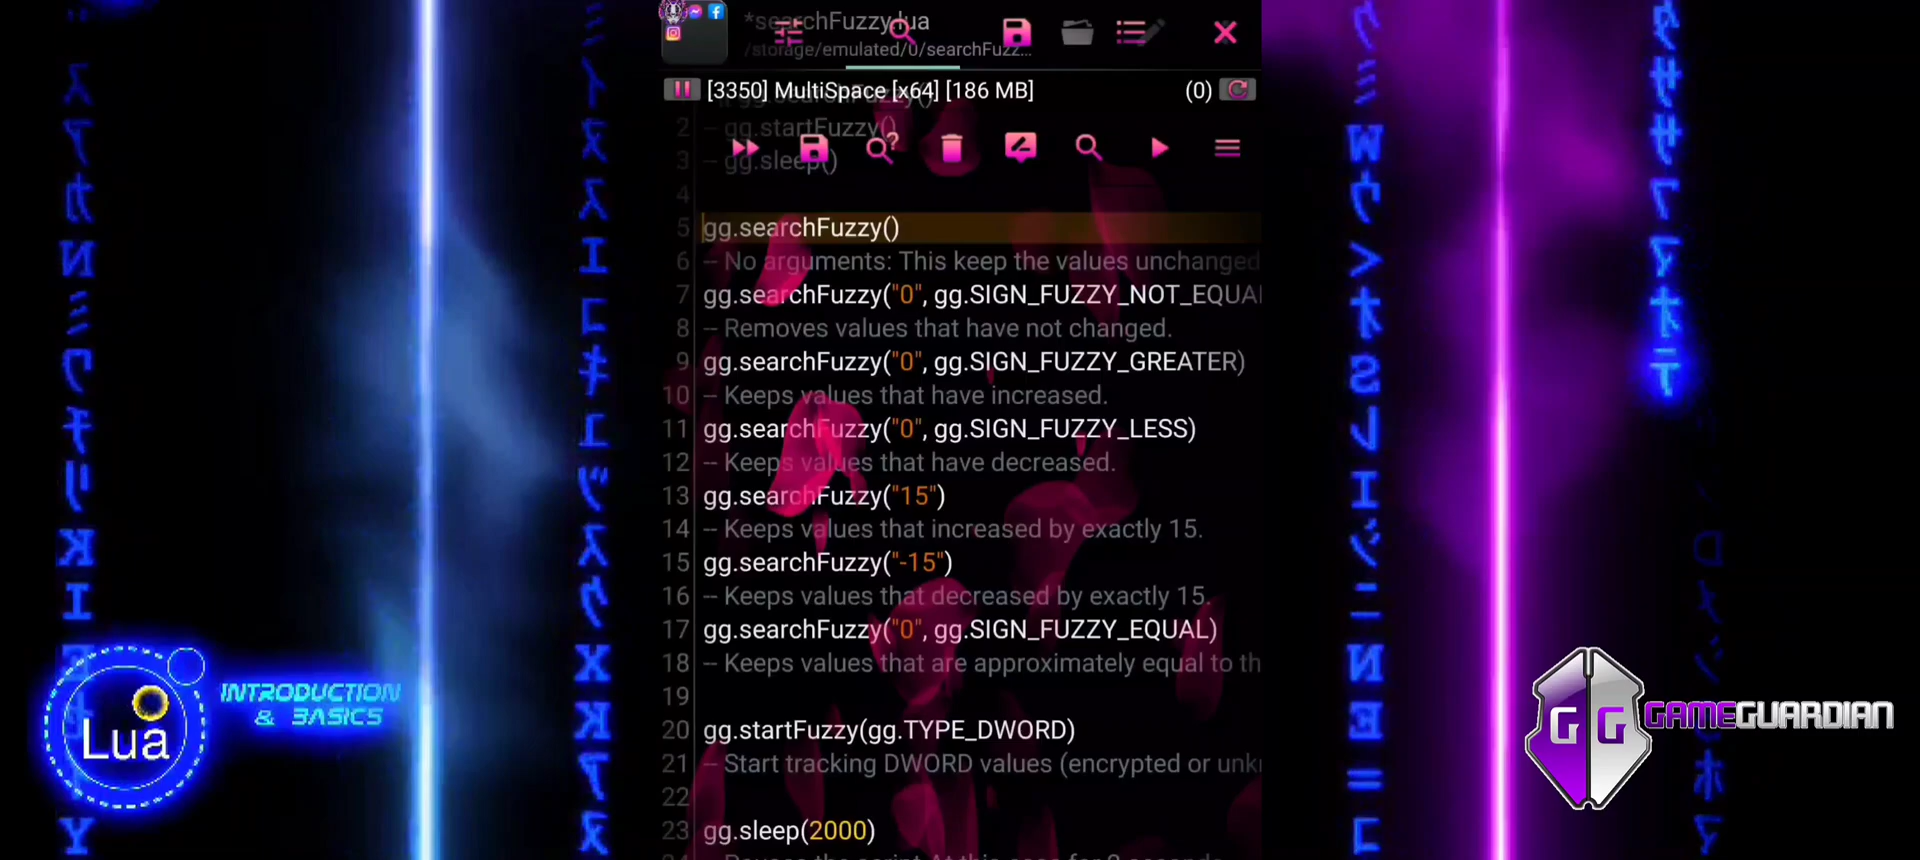 *searchFuzzy.lua
/storage/emulated/0/searchFuzz...
[3350] MultiSpace [x64] [186 MB]
(0)
2 -- gg.startFuzzy()
3 -- gg.sleep()
4
5 gg.searchFuzzy()
6 -- No arguments: This keep the values unchanged
7 gg.searchFuzzy("0", gg.SIGN_FUZZY_NOT_EQUAL
8 -- Removes values that have not changed.
9 gg.searchFuzzy("0", gg.SIGN_FUZZY_GREATER)
10 -- Keeps values that have increased.
11 gg.searchFuzzy("0", gg.SIGN_FUZZY_LESS)
12 -- Keeps values that have decreased.
13 gg.searchFuzzy("15")
14 -- Keeps values that increased by exactly 15.
15 gg.searchFuzzy("-15")
16 -- Keeps values that decreased by exactly 15.
17 gg.searchFuzzy("0", gg.SIGN_FUZZY_EQUAL)
18 -- Keeps values that are approximately equal to th
19
20 gg.startFuzzy(gg.TYPE_DWORD)
21 -- Start tracking DWORD values (encrypted or unk
22
23 gg.sleep(2000)
Lua
INTRODUCTION
& BASICS
GG
GAMEGUARDIAN